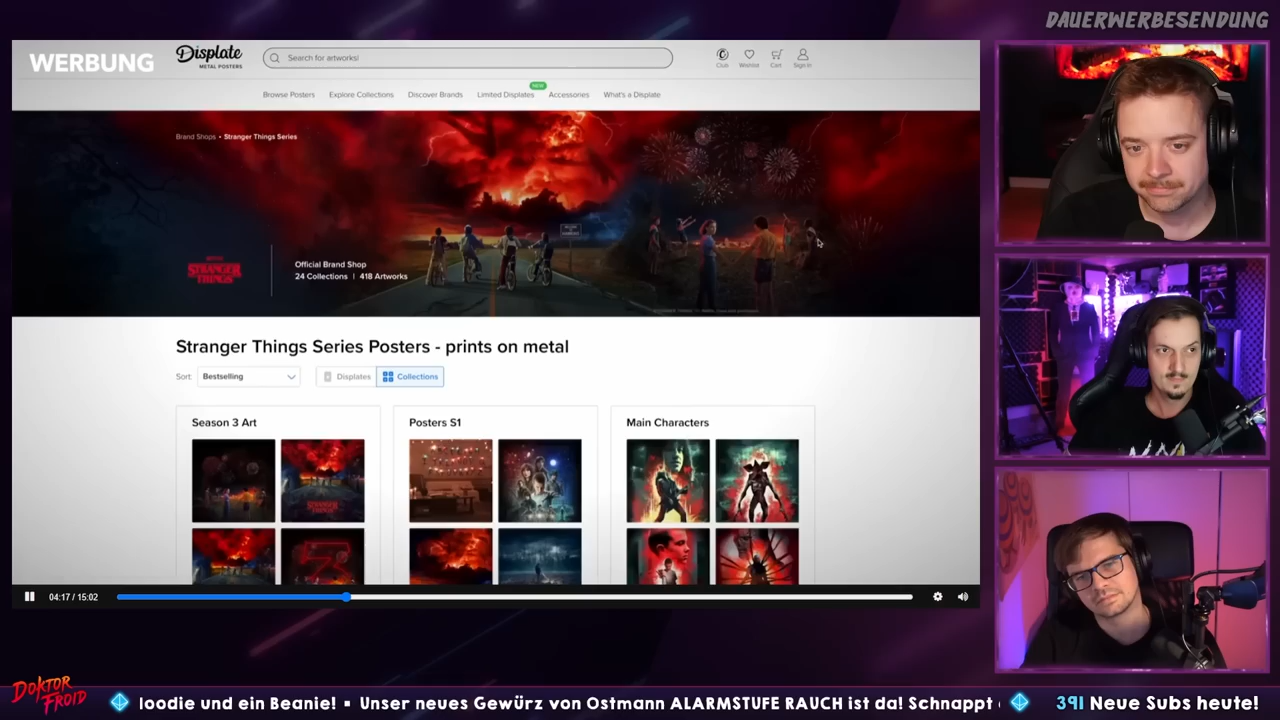 DAUERWERBESENDUNG
WERBUNG
Displate
METAL POSTERS
Search for artworks!
Club
Wishlist
Cart
Sign In
NEW
Browse Posters
Explore Collections
Discover Brands
Limited Displates
Accessories
What's a Displate
Brand Shops • Stranger Things Series
STRANGER THINGS
Official Brand Shop
24 Collections | 418 Artworks
Stranger Things Series Posters - prints on metal
Sort:
Bestselling
Displates
Collections
Season 3 Art
Posters S1
Main Characters
04:17 / 15:02
DOKTOR FROID
loodie und ein Beanie! ▪ Unser neues Gewürz von Ostmann ALARMSTUFE RAUCH ist da! Schnappt
391 Neue Subs heute!